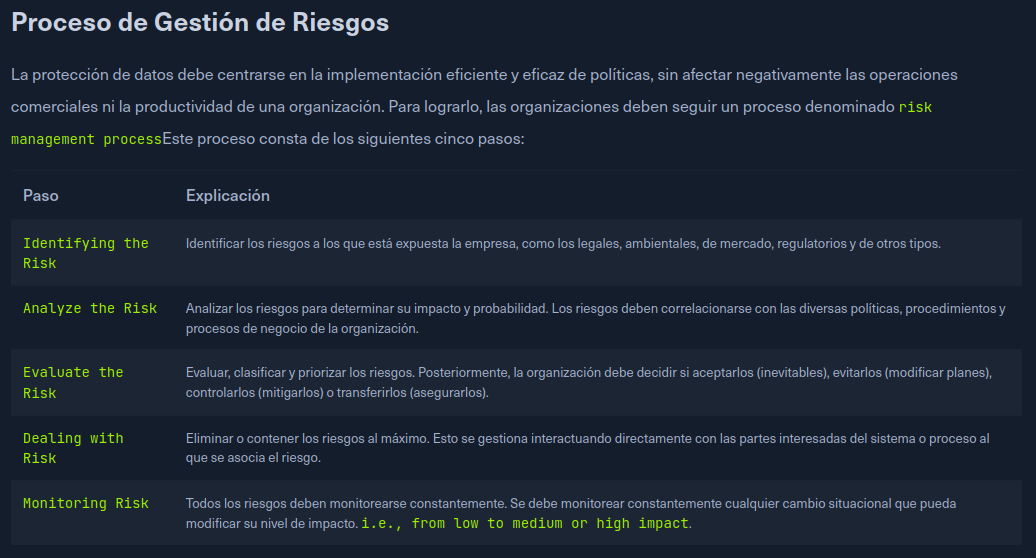 Proceso de Gestión de Riesgos
La protección de datos debe centrarse en la implementación eficiente y eficaz de políticas, sin afectar negativamente las operaciones
comerciales ni la productividad de una organización. Para lograrlo, las organizaciones deben seguir un proceso denominado risk
management processEste proceso consta de los siguientes cinco pasos:
Paso Explicación
Identifying the
Risk
Identificar los riesgos a los que está expuesta la empresa, como los legales, ambientales, de mercado, regulatorios y de otros tipos.
Analyze the Risk
Analizar los riesgos para determinar su impacto y probabilidad. Los riesgos deben correlacionarse con las diversas políticas, procedimientos y
procesos de negocio de la organización.
Evaluate the
Risk
Evaluar, clasificar y priorizar los riesgos. Posteriormente, la organización debe decidir si aceptarlos (inevitables), evitarlos (modificar planes),
controlarlos (mitigarlos) o transferirlos (asegurarlos).
Dealing with
Risk
Eliminar o contener los riesgos al máximo. Esto se gestiona interactuando directamente con las partes interesadas del sistema o proceso al
que se asocia el riesgo.
Monitoring Risk
Todos los riesgos deben monitorearse constantemente. Se debe monitorear constantemente cualquier cambio situacional que pueda
modificar su nivel de impacto. i.e., from low to medium or high impact.